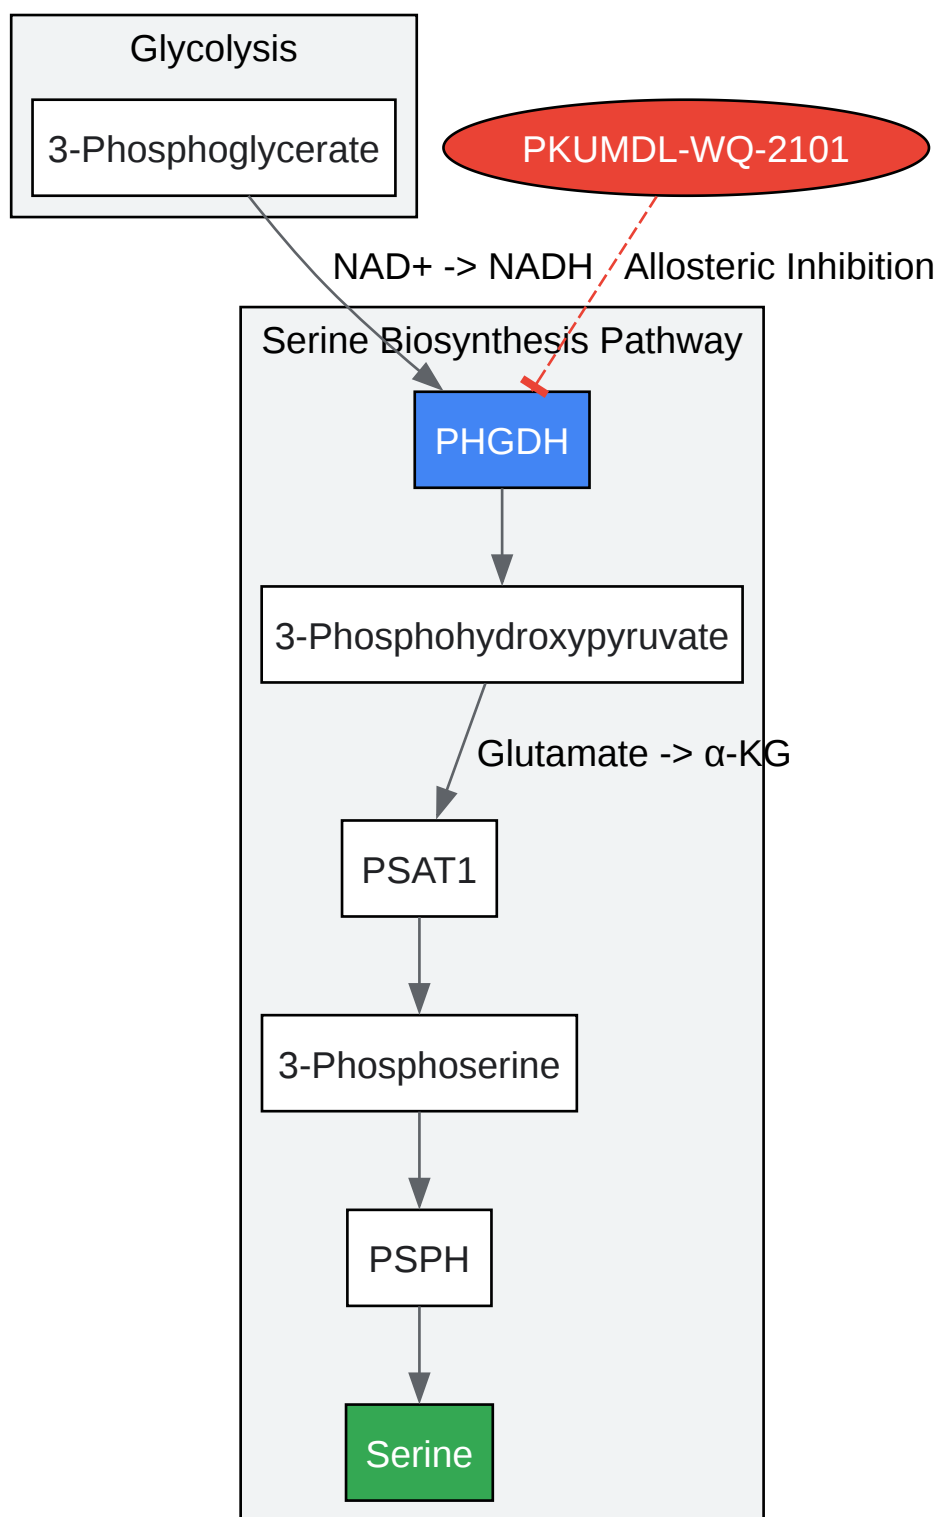 Glycolysis
3-Phosphoglycerate
PKUMDL-WQ-2101
NAD+ -> NADH
Allosteric Inhibition
Serine Biosynthesis Pathway
PHGDH
3-Phosphohydroxypyruvate
Glutamate -> α-KG
PSAT1
3-Phosphoserine
PSPH
Serine